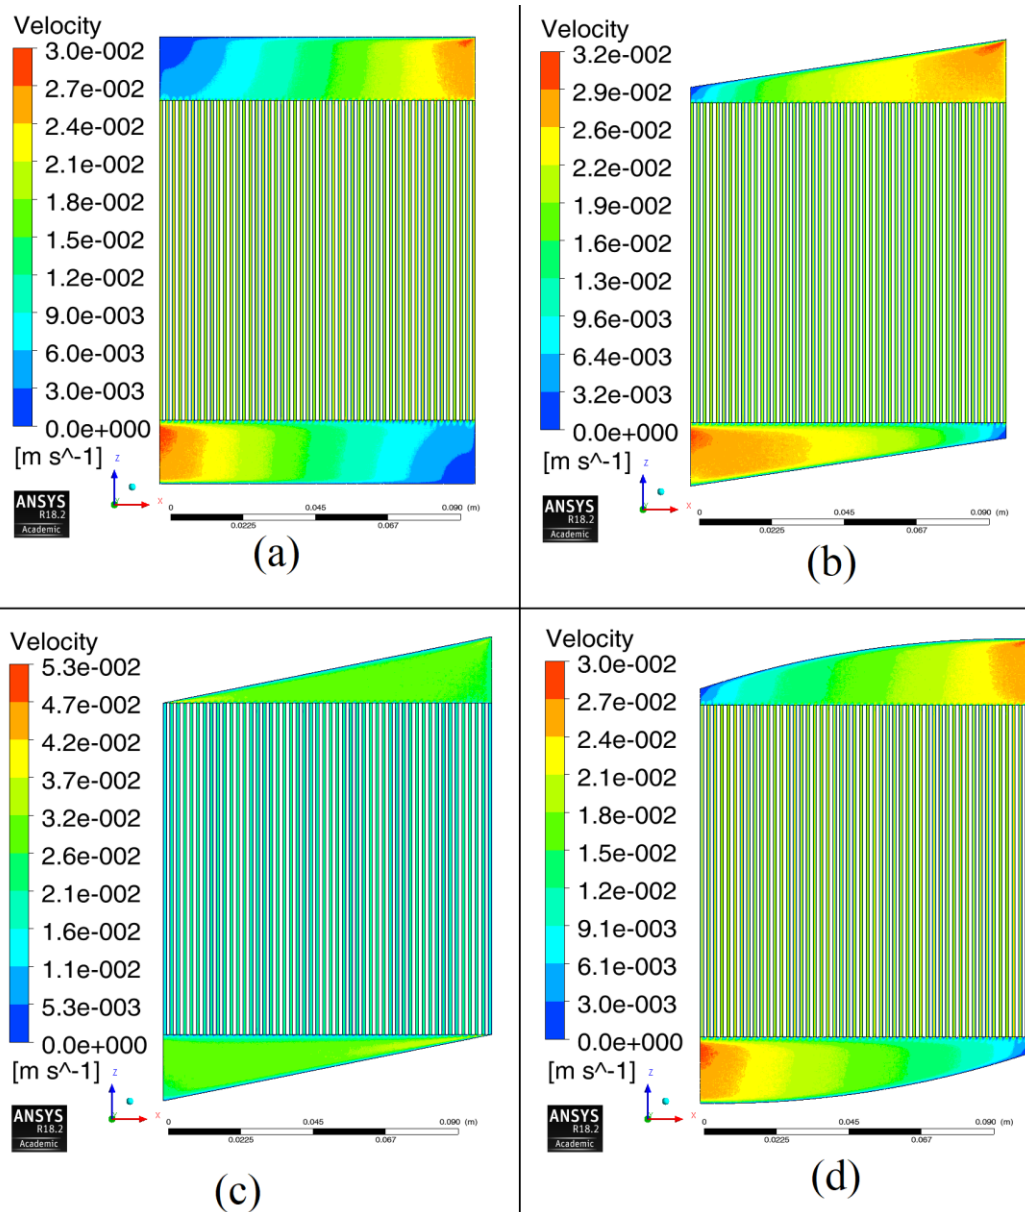 Velocity
3.0e-002
2.7e-002
2.4e-002
2.1e-002
1.8e-002
1.5e-002
1.2e-002
9.0e-003
6.0e-003
3.0e-003
0.0e+000
[m s^-1]
Z
Y
X
ANSYS
R18.2
Academic
0 0.045 0.090 (m)
0.0225 0.067
(a)
Velocity
3.2e-002
2.9e-002
2.6e-002
2.2e-002
1.9e-002
1.6e-002
1.3e-002
9.6e-003
6.4e-003
3.2e-003
0.0e+000
[m s^-1]
Z
Y
X
ANSYS
R18.2
Academic
0 0.045 0.090 (m)
0.0225 0.067
(b)
Velocity
5.3e-002
4.7e-002
4.2e-002
3.7e-002
3.2e-002
2.6e-002
2.1e-002
1.6e-002
1.1e-002
5.3e-003
0.0e+000
[m s^-1]
Z
Y
X
ANSYS
R18.2
Academic
0 0.045 0.090 (m)
0.0225 0.067
(c)
Velocity
3.0e-002
2.7e-002
2.4e-002
2.1e-002
1.8e-002
1.5e-002
1.2e-002
9.1e-003
6.1e-003
3.0e-003
0.0e+000
[m s^-1]
Z
Y
X
ANSYS
R18.2
Academic
0 0.045 0.090 (m)
0.0225 0.067
(d)